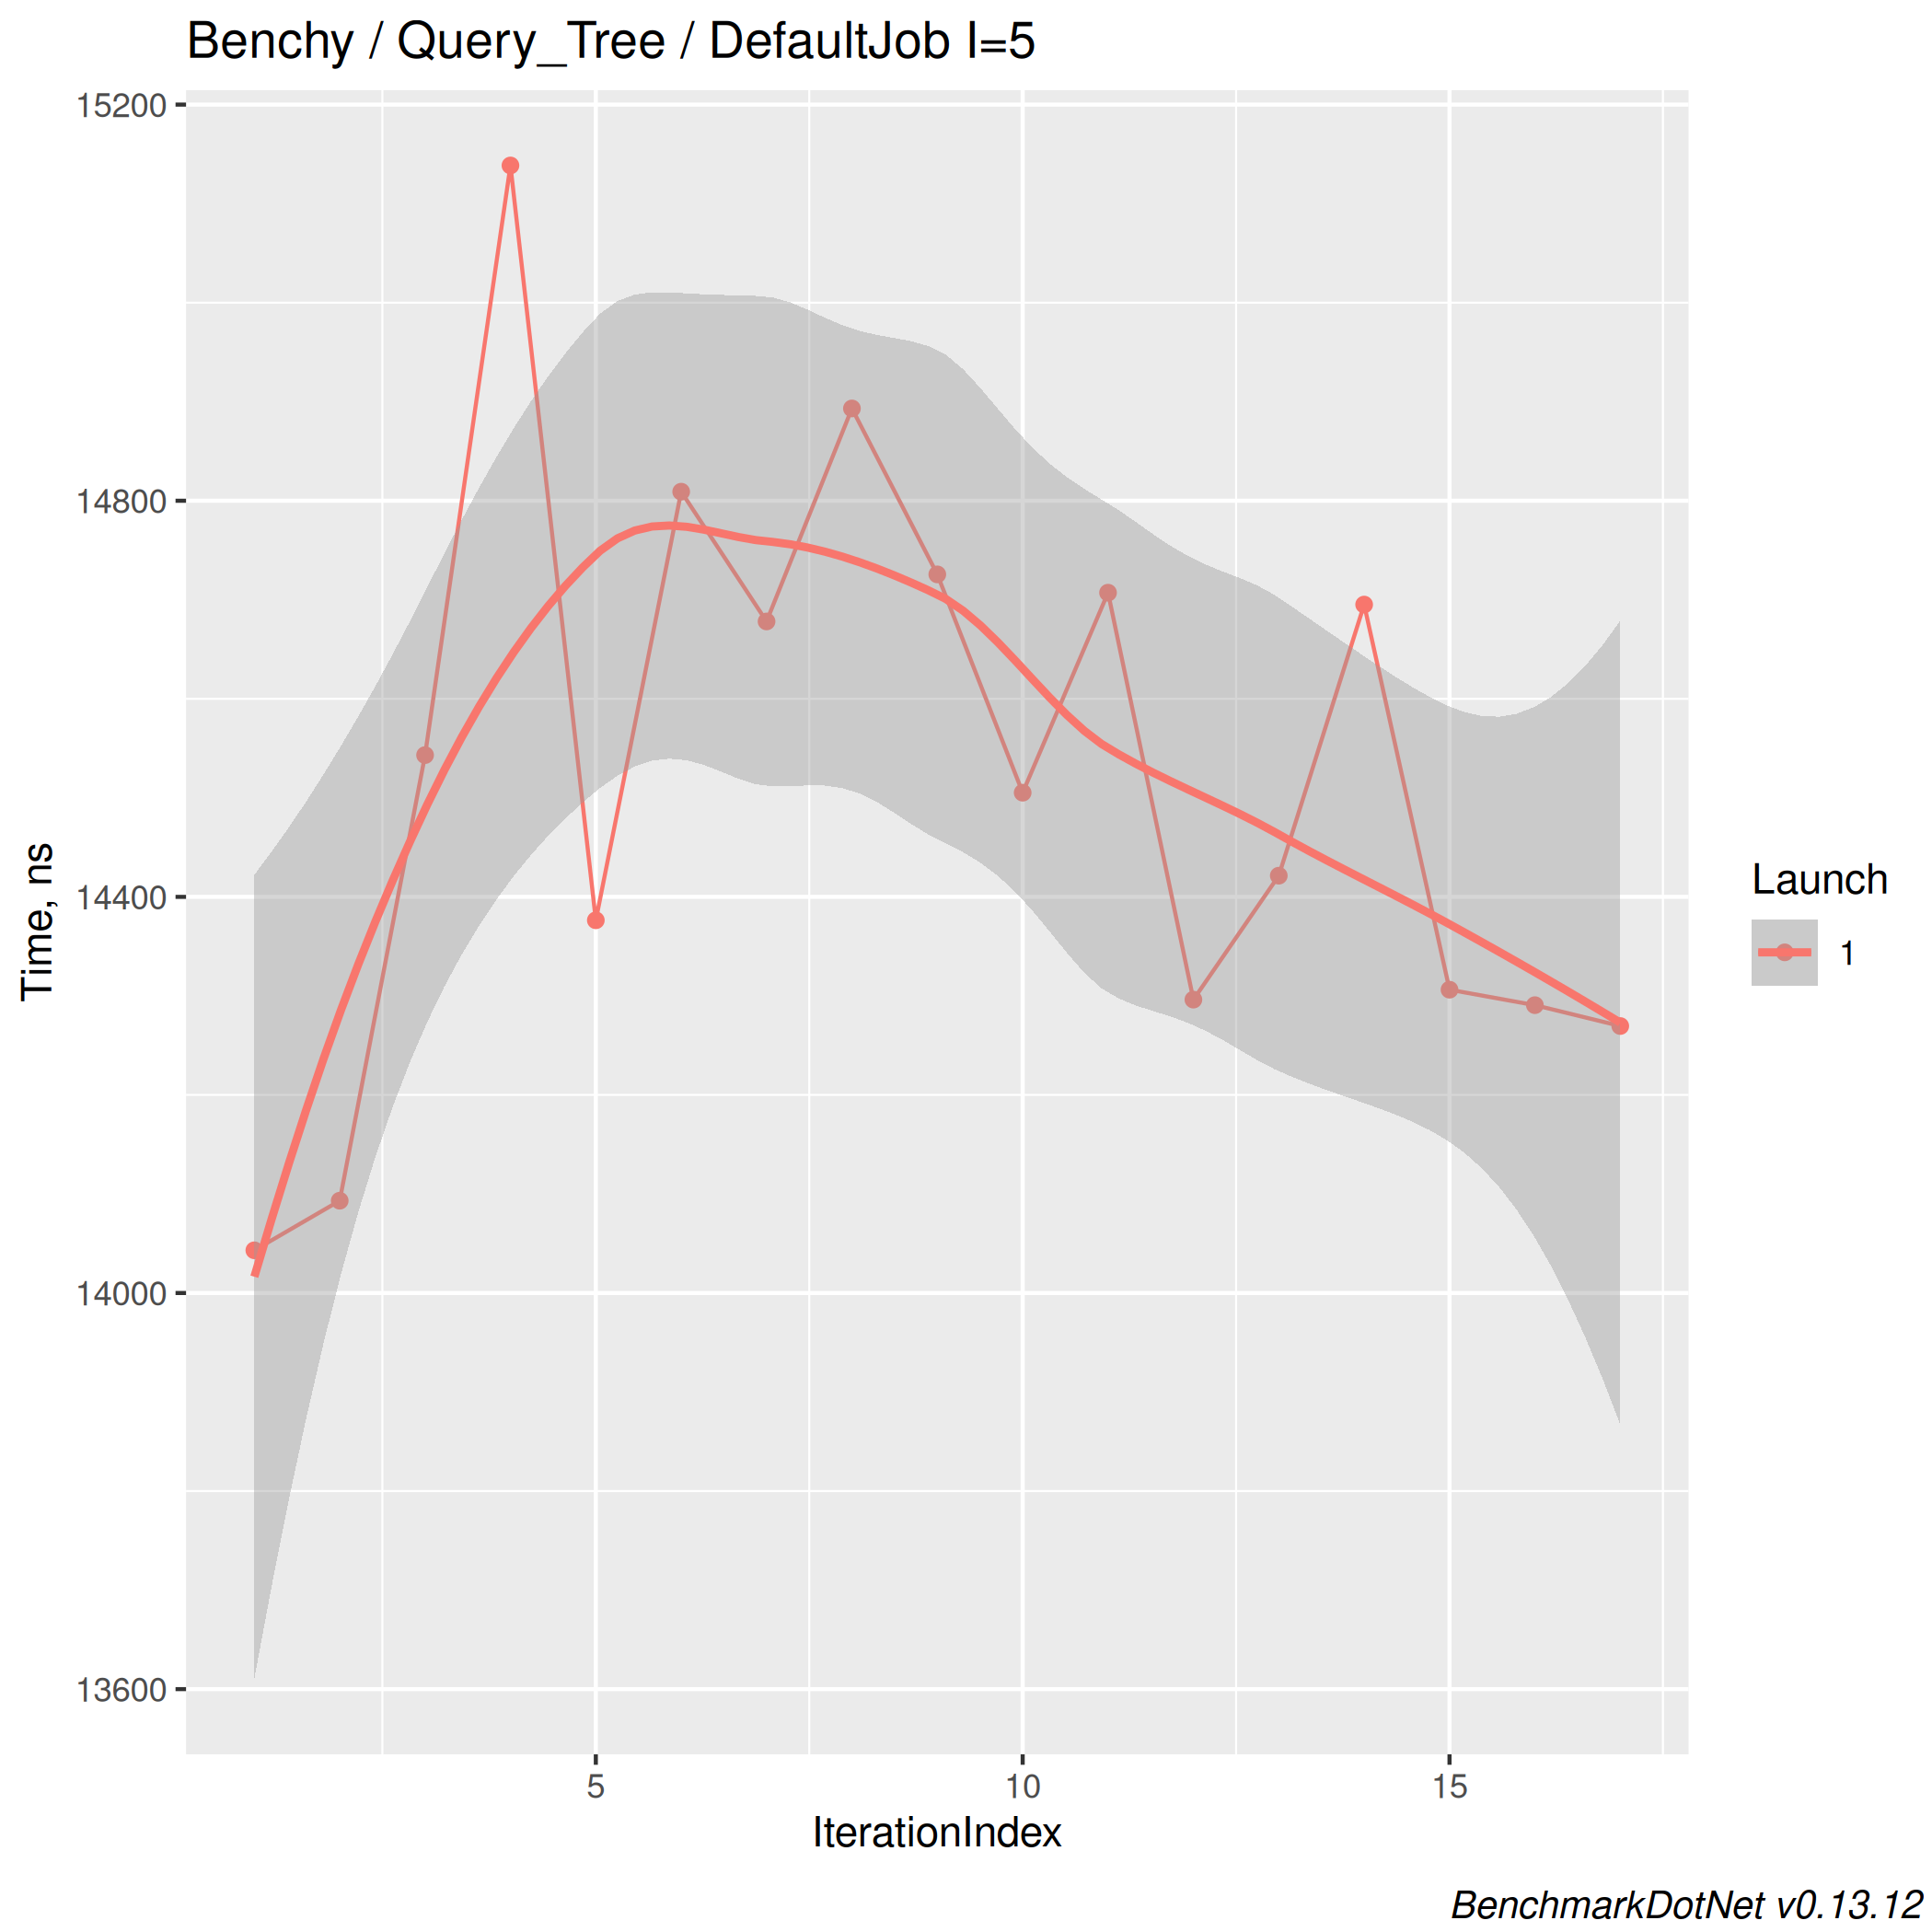 Benchy / Query_Tree / DefaultJob I=5
15200
14800
14400
14000
13600
Time, ns
5 10 15
IterationIndex
Launch
1
BenchmarkDotNet v0.13.12